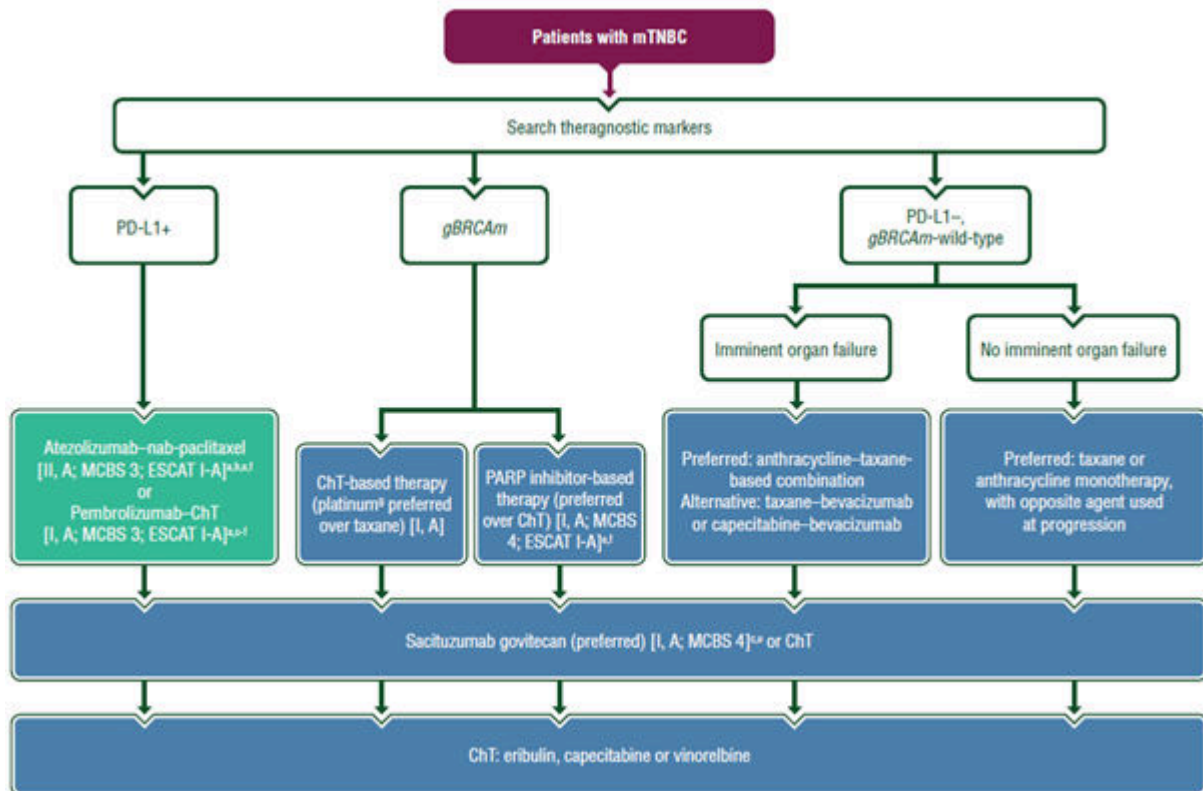 Patients with mTNBC
Search theragnostic markers
PD-L1+
gBRCAm
PD-L1–,
gBRCAm-wild-type
Imminent organ failure
No imminent organ failure
Atezolizumab–nab-paclitaxel
[II, A; MCBS 3; ESCAT I-A]a,b,e,f
or
Pembrolizumab–ChT
[I, A; MCBS 3; ESCAT I-A]a,c-f
ChT-based therapy
(platinumg preferred
over taxane) [I, A]
PARP inhibitor-based
therapy (preferred
over ChT) [I, A; MCBS
4; ESCAT I-A]e,f
Preferred: anthracycline–taxane-
based combination
Alternative: taxane–bevacizumab
or capecitabine–bevacizumab
Preferred: taxane or
anthracycline monotherapy,
with opposite agent used
at progression
Sacituzumab govitecan (preferred) [I, A; MCBS 4]c,e or ChT
ChT: eribulin, capecitabine or vinorelbine